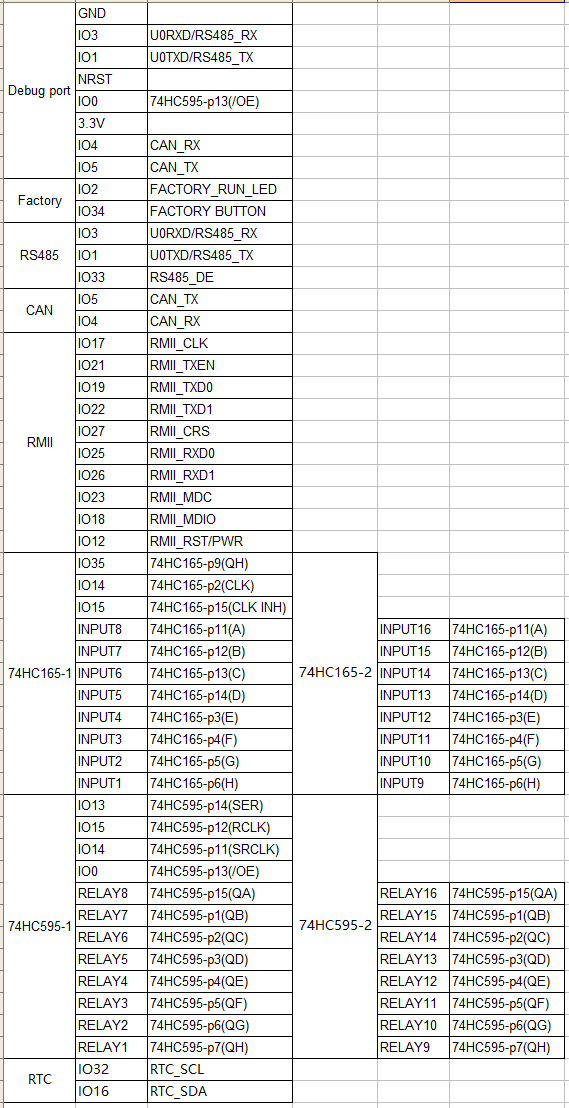 Debug port
GND
IO3 U0RXD/RS485_RX
IO1 U0TXD/RS485_TX
NRST
IO0 74HC595-p13(/OE)
3.3V
IO4 CAN_RX
IO5 CAN_TX
Factory
IO2 FACTORY_RUN_LED
IO34 FACTORY BUTTON
RS485
IO3 U0RXD/RS485_RX
IO1 U0TXD/RS485_TX
IO33 RS485_DE
CAN
IO5 CAN_TX
IO4 CAN_RX
RMII
IO17 RMII_CLK
IO21 RMII_TXEN
IO19 RMII_TXD0
IO22 RMII_TXD1
IO27 RMII_CRS
IO25 RMII_RXD0
IO26 RMII_RXD1
IO23 RMII_MDC
IO18 RMII_MDIO
IO12 RMII_RST/PWR
74HC165-1 74HC165-2
IO35 74HC165-p9(QH)
IO14 74HC165-p2(CLK)
IO15 74HC165-p15(CLK INH)
INPUT8 74HC165-p11(A) INPUT16 74HC165-p11(A)
INPUT7 74HC165-p12(B) INPUT15 74HC165-p12(B)
INPUT6 74HC165-p13(C) INPUT14 74HC165-p13(C)
INPUT5 74HC165-p14(D) INPUT13 74HC165-p14(D)
INPUT4 74HC165-p3(E) INPUT12 74HC165-p3(E)
INPUT3 74HC165-p4(F) INPUT11 74HC165-p4(F)
INPUT2 74HC165-p5(G) INPUT10 74HC165-p5(G)
INPUT1 74HC165-p6(H) INPUT9 74HC165-p6(H)
74HC595-1 74HC595-2
IO13 74HC595-p14(SER)
IO15 74HC595-p12(RCLK)
IO14 74HC595-p11(SRCLK)
IO0 74HC595-p13(/OE)
RELAY8 74HC595-p15(QA) RELAY16 74HC595-p15(QA)
RELAY7 74HC595-p1(QB) RELAY15 74HC595-p1(QB)
RELAY6 74HC595-p2(QC) RELAY14 74HC595-p2(QC)
RELAY5 74HC595-p3(QD) RELAY13 74HC595-p3(QD)
RELAY4 74HC595-p4(QE) RELAY12 74HC595-p4(QE)
RELAY3 74HC595-p5(QF) RELAY11 74HC595-p5(QF)
RELAY2 74HC595-p6(QG) RELAY10 74HC595-p6(QG)
RELAY1 74HC595-p7(QH) RELAY9 74HC595-p7(QH)
RTC
IO32 RTC_SCL
IO16 RTC_SDA